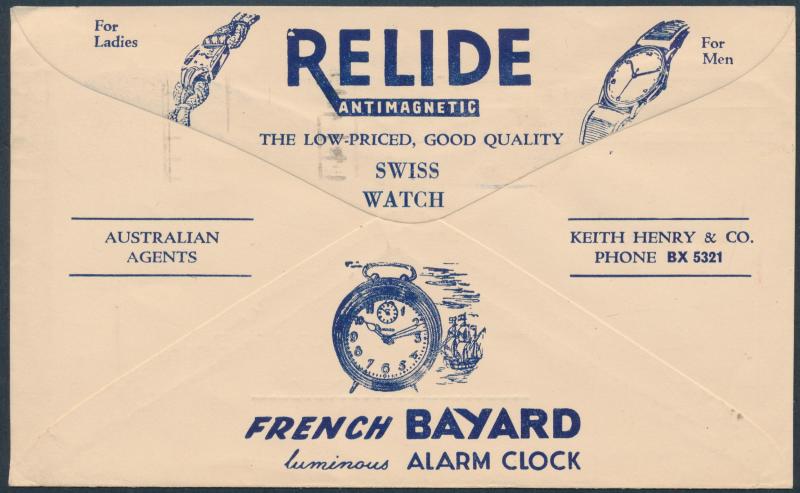 For
Ladies
RELIDE
ANTIMAGNETIC
For
Men
THE LOW-PRICED, GOOD QUALITY
SWISS
WATCH
AUSTRALIAN
AGENTS
KEITH HENRY & CO.
PHONE BX 5321
FRENCH BAYARD
luminous ALARM CLOCK